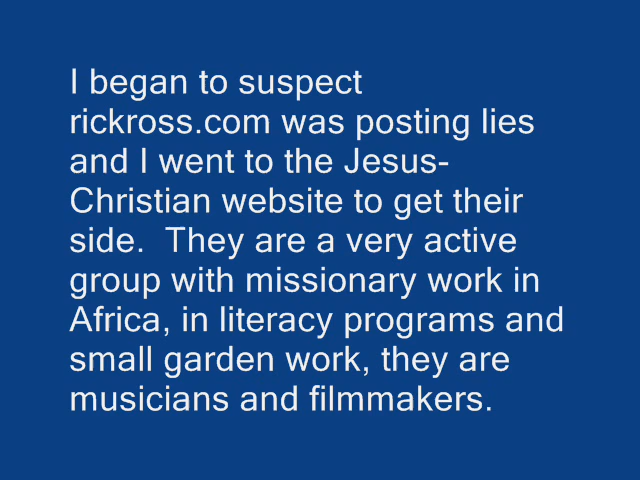 I began to suspect
rickross.com was posting lies
and I went to the Jesus-
Christian website to get their
side.  They are a very active
group with missionary work in
Africa, in literacy programs and
small garden work, they are
musicians and filmmakers.